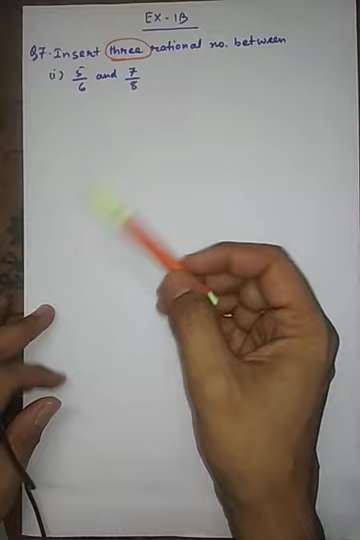 EX-1B
Q7. Insert three rational no. between
(i) 5/6 and 7/8